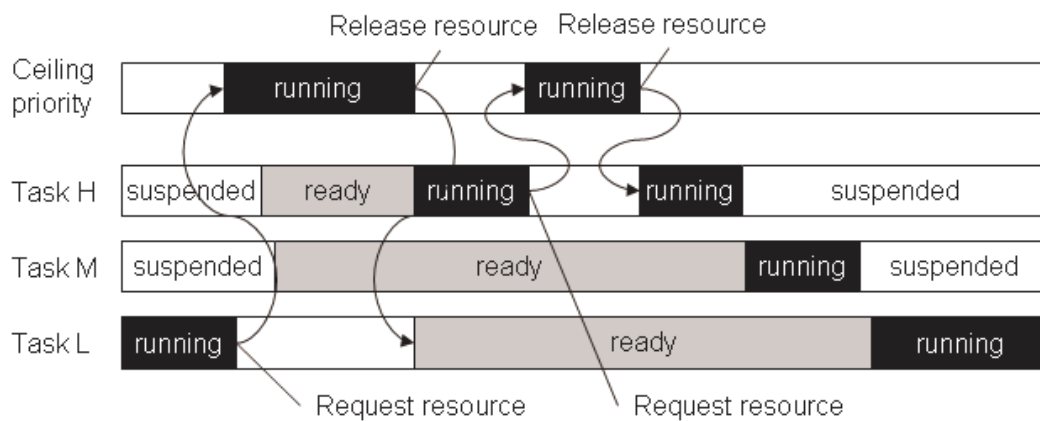 Release resource
Release resource
Ceiling
priority
running
running
Task H
suspended
ready
running
running
suspended
Task M
suspended
ready
running
suspended
Task L
running
ready
running
Request resource
Request resource